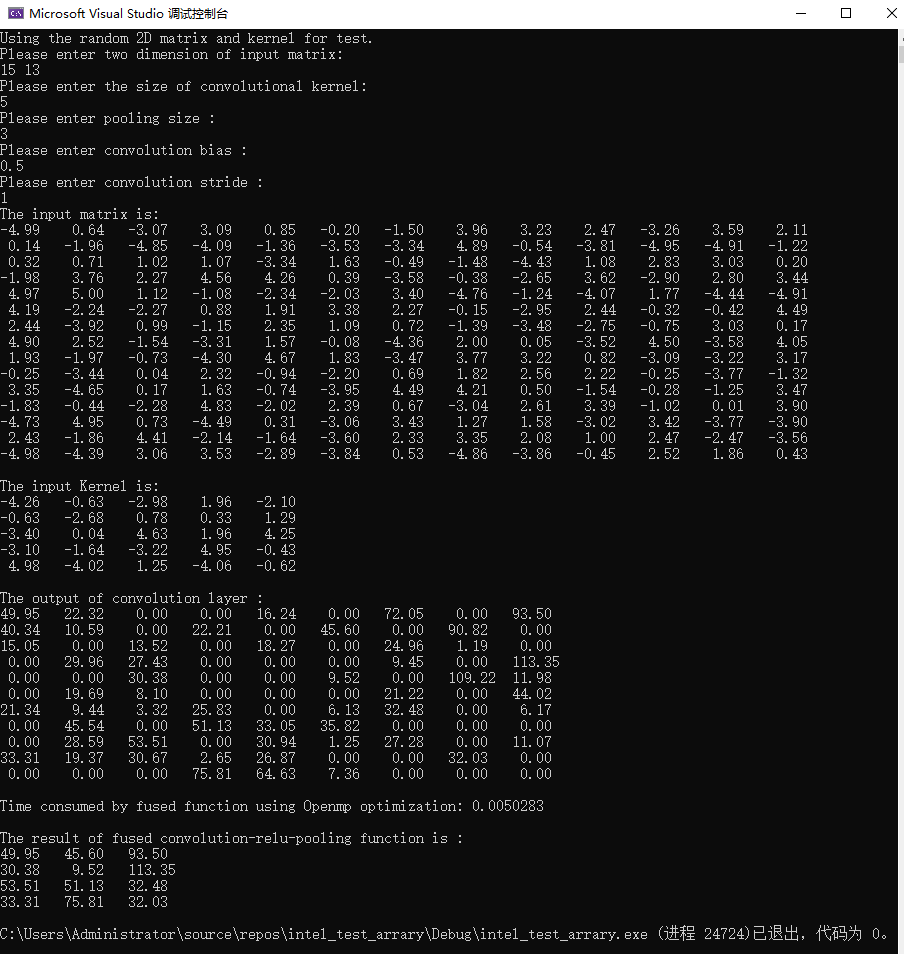 Microsoft Visual Studio 调试控制台
Using the random 2D matrix and kernel for test.
Please enter two dimension of input matrix:
15 13
Please enter the size of convolutional kernel:
5
Please enter pooling size :
3
Please enter convolution bias :
0.5
Please enter convolution stride :
1
The input matrix is:
-4.99 0.64 -3.07 3.09 0.85 -0.20 -1.50 3.96 3.23 2.47 -3.26 3.59 2.11
0.14 -1.96 -4.85 -4.09 -1.36 -3.53 -3.34 4.89 -0.54 -3.81 -4.95 -4.91 -1.22
0.32 0.71 1.02 1.07 -3.34 1.63 -0.49 -1.48 -4.43 1.08 2.83 3.03 0.20
-1.98 3.76 2.27 4.56 4.26 0.39 -3.58 -0.38 -2.65 3.62 -2.90 2.80 3.44
4.97 5.00 1.12 -1.08 -2.34 -2.03 3.40 -4.76 -1.24 -4.07 1.77 -4.44 -4.91
4.19 -2.24 -2.27 0.88 1.91 3.38 2.27 -0.15 -2.95 2.44 -0.32 -0.42 4.49
2.44 -3.92 0.99 -1.15 2.35 1.09 0.72 -1.39 -3.48 -2.75 -0.75 3.03 0.17
4.90 2.52 -1.54 -3.31 1.57 -0.08 -4.36 2.00 0.05 -3.52 4.50 -3.58 4.05
1.93 -1.97 -0.73 -4.30 4.67 1.83 -3.47 3.77 3.22 0.82 -3.09 -3.22 3.17
-0.25 -3.44 0.04 2.32 -0.94 -2.20 0.69 1.82 2.56 2.22 -0.25 -3.77 -1.32
3.35 -4.65 0.17 1.63 -0.74 -3.95 4.49 4.21 0.50 -1.54 -0.28 -1.25 3.47
-1.83 -0.44 -2.28 4.83 -2.02 2.39 0.67 -3.04 2.61 3.39 -1.02 0.01 3.90
-4.73 4.95 0.73 -4.49 0.31 -3.06 3.43 1.27 1.58 -3.02 3.42 -3.77 -3.90
2.43 -1.86 4.41 -2.14 -1.64 -3.60 2.33 3.35 2.08 1.00 2.47 -2.47 -3.56
-4.98 -4.39 3.06 3.53 -2.89 -3.84 0.53 -4.86 -3.86 -0.45 2.52 1.86 0.43
The input Kernel is:
-4.26 -0.63 -2.98 1.96 -2.10
-0.63 -2.68 0.78 0.33 1.29
-3.40 0.04 4.63 1.96 4.25
-3.10 -1.64 -3.22 4.95 -0.43
4.98 -4.02 1.25 -4.06 -0.62
The output of convolution layer :
49.95 22.32 0.00 0.00 16.24 0.00 72.05 0.00 93.50
40.34 10.59 0.00 22.21 0.00 45.60 0.00 90.82 0.00
15.05 0.00 13.52 0.00 18.27 0.00 24.96 1.19 0.00
0.00 29.96 27.43 0.00 0.00 0.00 9.45 0.00 113.35
0.00 0.00 30.38 0.00 0.00 9.52 0.00 109.22 11.98
0.00 19.69 8.10 0.00 0.00 0.00 21.22 0.00 44.02
21.34 9.44 3.32 25.83 0.00 6.13 32.48 0.00 6.17
0.00 45.54 0.00 51.13 33.05 35.82 0.00 0.00 0.00
0.00 28.59 53.51 0.00 30.94 1.25 27.28 0.00 11.07
33.31 19.37 30.67 2.65 26.87 0.00 0.00 32.03 0.00
0.00 0.00 0.00 75.81 64.63 7.36 0.00 0.00 0.00
Time consumed by fused function using Openmp optimization: 0.0050283
The result of fused convolution-relu-pooling function is :
49.95 45.60 93.50
30.38 9.52 113.35
53.51 51.13 32.48
33.31 75.81 32.03
C:\Users\Administrator\source\repos\intel_test_arrary\Debug\intel_test_arrary.exe (进程 24724)已退出，代码为 0。